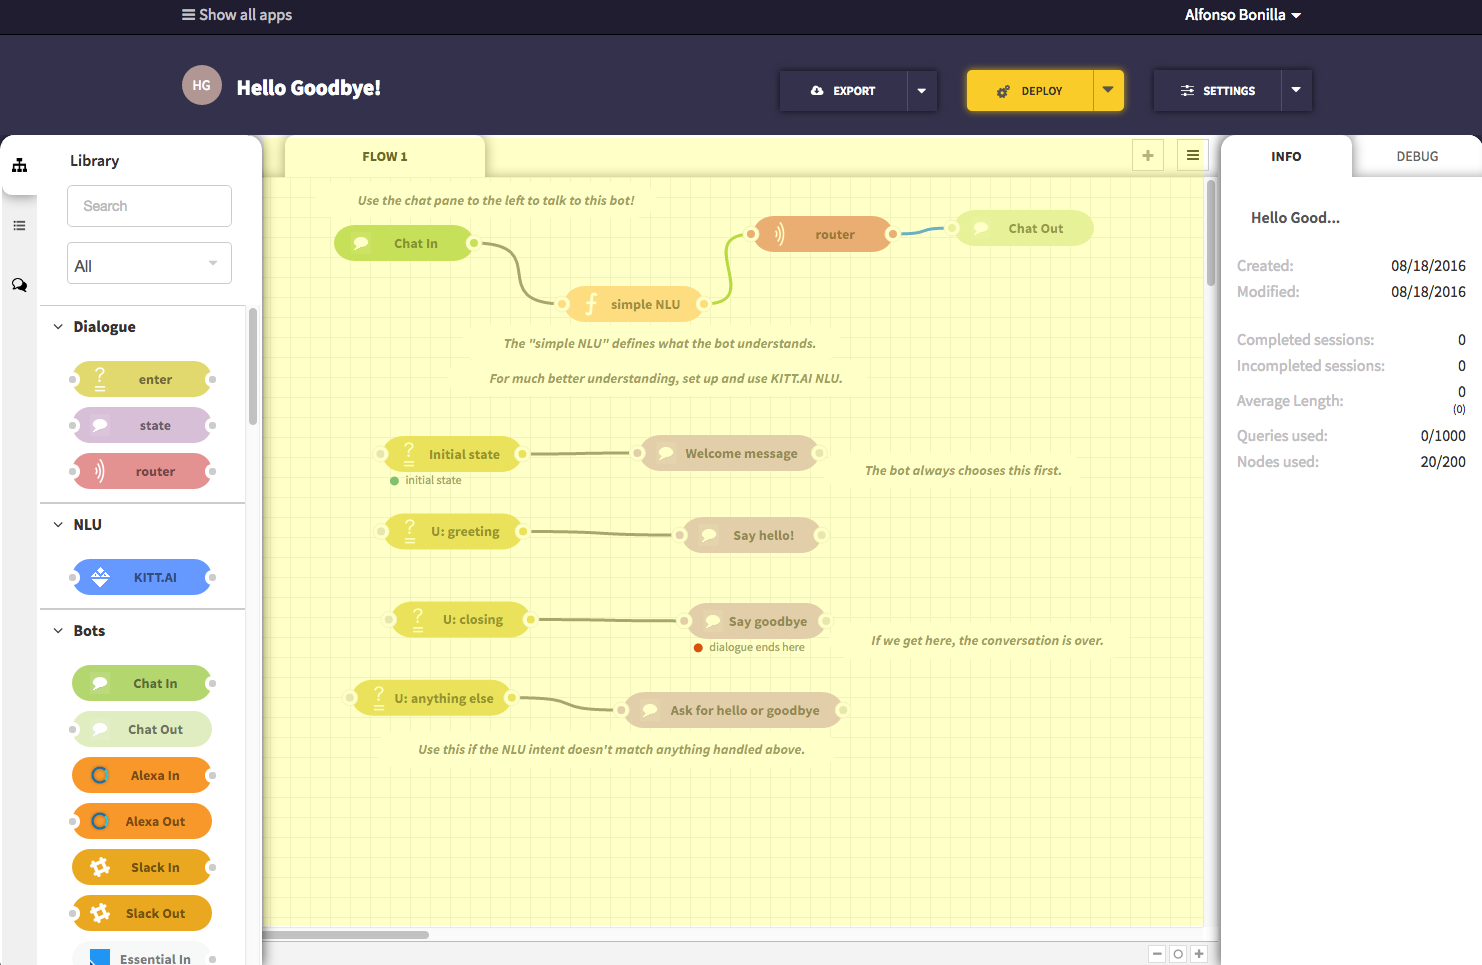 Show all apps
Alfonso Bonilla
HG
Hello Goodbye!
EXPORT
DEPLOY
SETTINGS
Library
Search
All
Dialogue
enter
state
router
NLU
KITT.AI
Bots
Chat In
Chat Out
Alexa In
Alexa Out
Slack In
Slack Out
Essential In
FLOW 1
Use the chat pane to the left to talk to this bot!
Chat In
router
Chat Out
simple NLU
The "simple NLU" defines what the bot understands.
For much better understanding, set up and use KITT.AI NLU.
Initial state
initial state
Welcome message
The bot always chooses this first.
U: greeting
Say hello!
U: closing
Say goodbye
dialogue ends here
If we get here, the conversation is over.
U: anything else
Ask for hello or goodbye
Use this if the NLU intent doesn't match anything handled above.
INFO
DEBUG
Hello Good...
Created: 08/18/2016
Modified: 08/18/2016
Completed sessions: 0
Incompleted sessions: 0
Average Length: 0
(0)
Queries used: 0/1000
Nodes used: 20/200